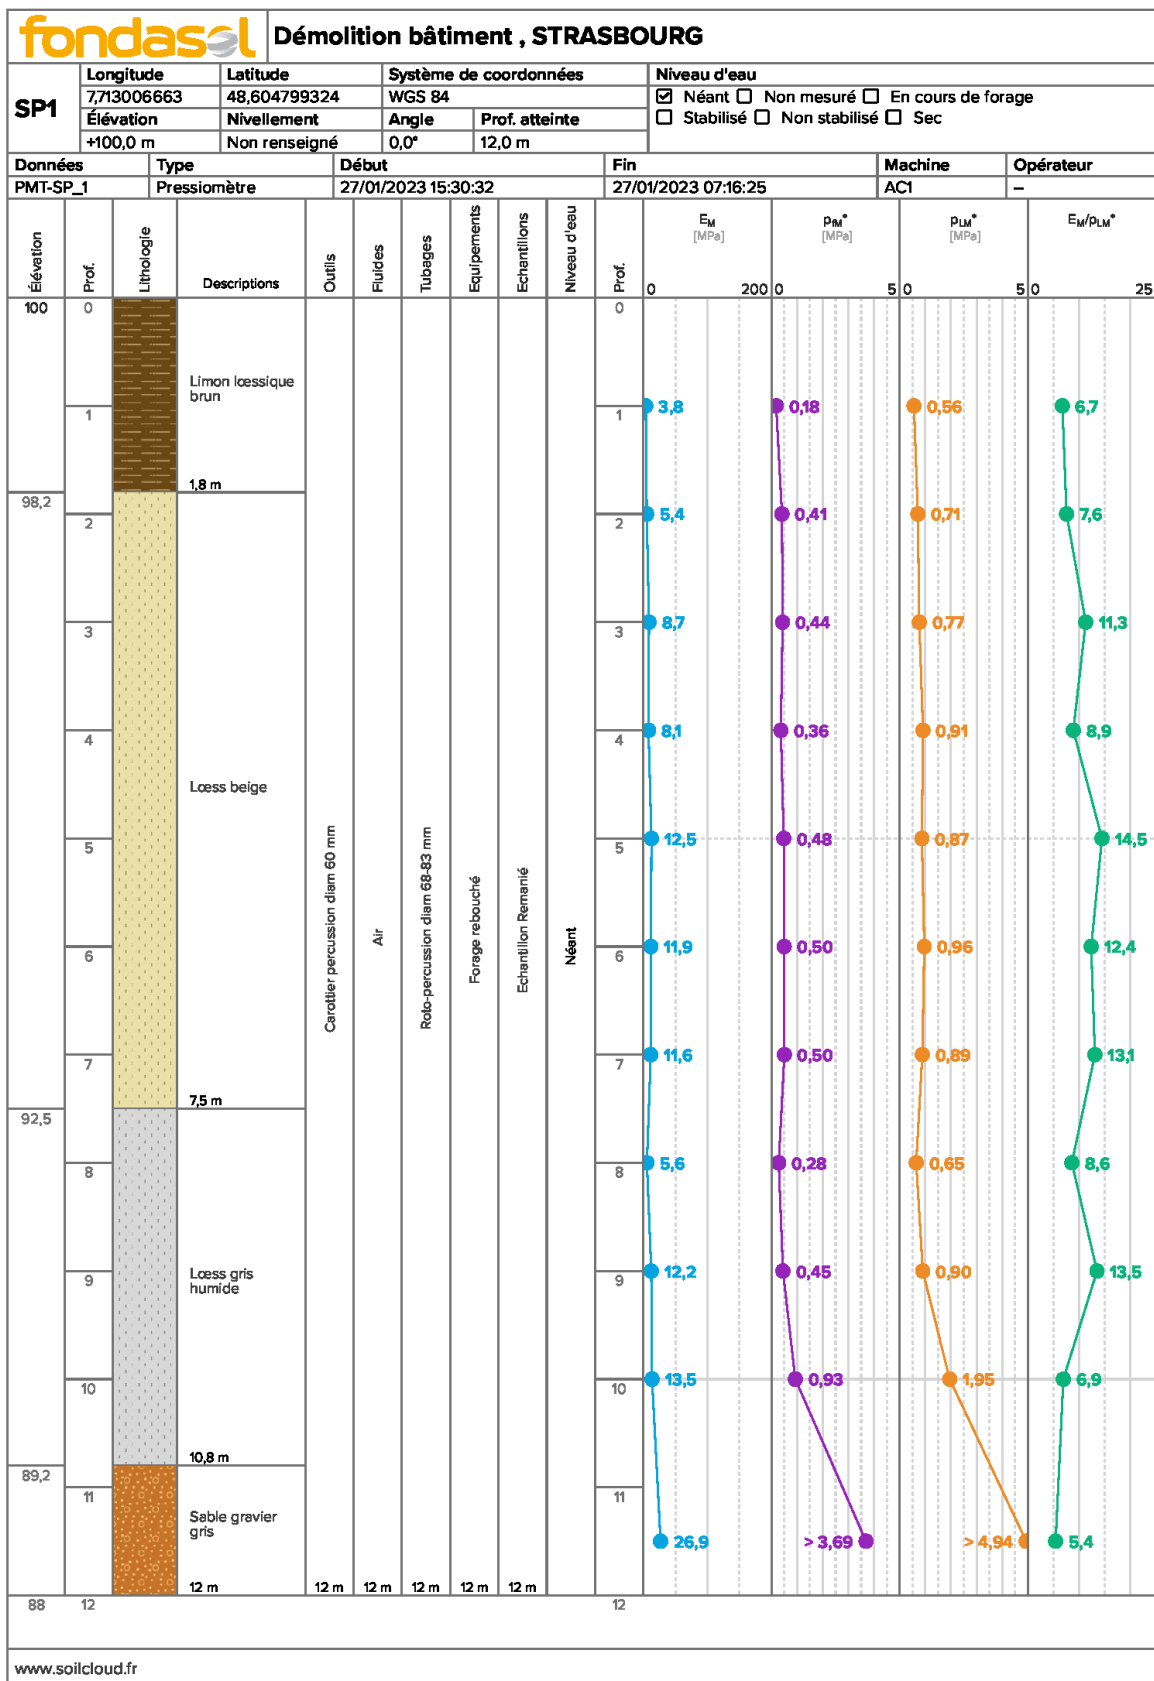 fondasol
Démolition bâtiment , STRASBOURG
SP1
Longitude Latitude Système de coordonnées Niveau d'eau
7,713006663 48,604799324 WGS 84
☑ Néant ☐ Non mesuré ☐ En cours de forage
Élévation Nivellement Angle Prof. atteinte
☐ Stabilisé ☐ Non stabilisé ☐ Sec
+100,0 m Non renseigné 0,0° 12,0 m
Données Type Début Fin Machine Opérateur
PMT-SP_1 Pressiomètre 27/01/2023 15:30:32 27/01/2023 07:16:25 AC1 –
Élévation Prof. Lithologie Descriptions Outils Fluides Tubages Equipements Echantillons Niveau d'eau Prof. EM pfM* pLM* EM/pLM*
[MPa] [MPa] [MPa]
0 200 0 5 0 5 0 25
100 0 0
Limon lœssique
brun
1 1 3,8 0,18 0,56 6,7
1,8 m
98,2
2 2 5,4 0,41 0,71 7,6
3 3 8,7 0,44 0,77 11,3
4 4 8,1 0,36 0,91 8,9
Lœss beige
5 5 12,5 0,48 0,87 14,5
Carottier percussion diam 60 mm
Air
Roto-percussion diam 68-83 mm
Forage rebouché
Echantillon Remanié
Néant
6 6 11,9 0,50 0,96 12,4
7 7 11,6 0,50 0,89 13,1
7,5 m
92,5
8 8 5,6 0,28 0,65 8,6
9 9 12,2 0,45 0,90 13,5
Lœss gris
humide
10 10 13,5 0,93 1,95 6,9
10,8 m
89,2
11 11
Sable gravier
gris
26,9 > 3,69 > 4,94 5,4
12 m 12 m 12 m 12 m 12 m 12 m
88 12 12
www.soilcloud.fr